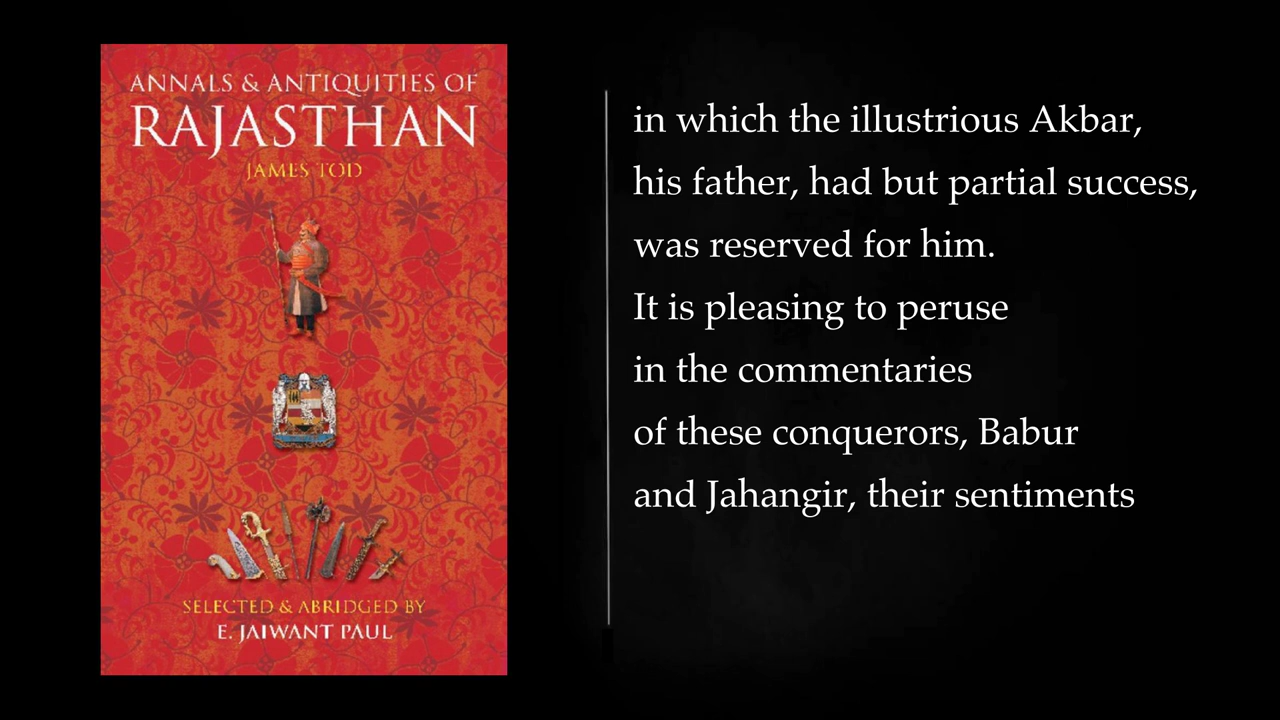 ANNALS & ANTIQUITIES OF
RAJASTHAN
JAMES TOD
SELECTED & ABRIDGED BY
E. JAIWANT PAUL
in which the illustrious Akbar,
his father, had but partial success,
was reserved for him.
It is pleasing to peruse
in the commentaries
of these conquerors, Babur
and Jahangir, their sentiments